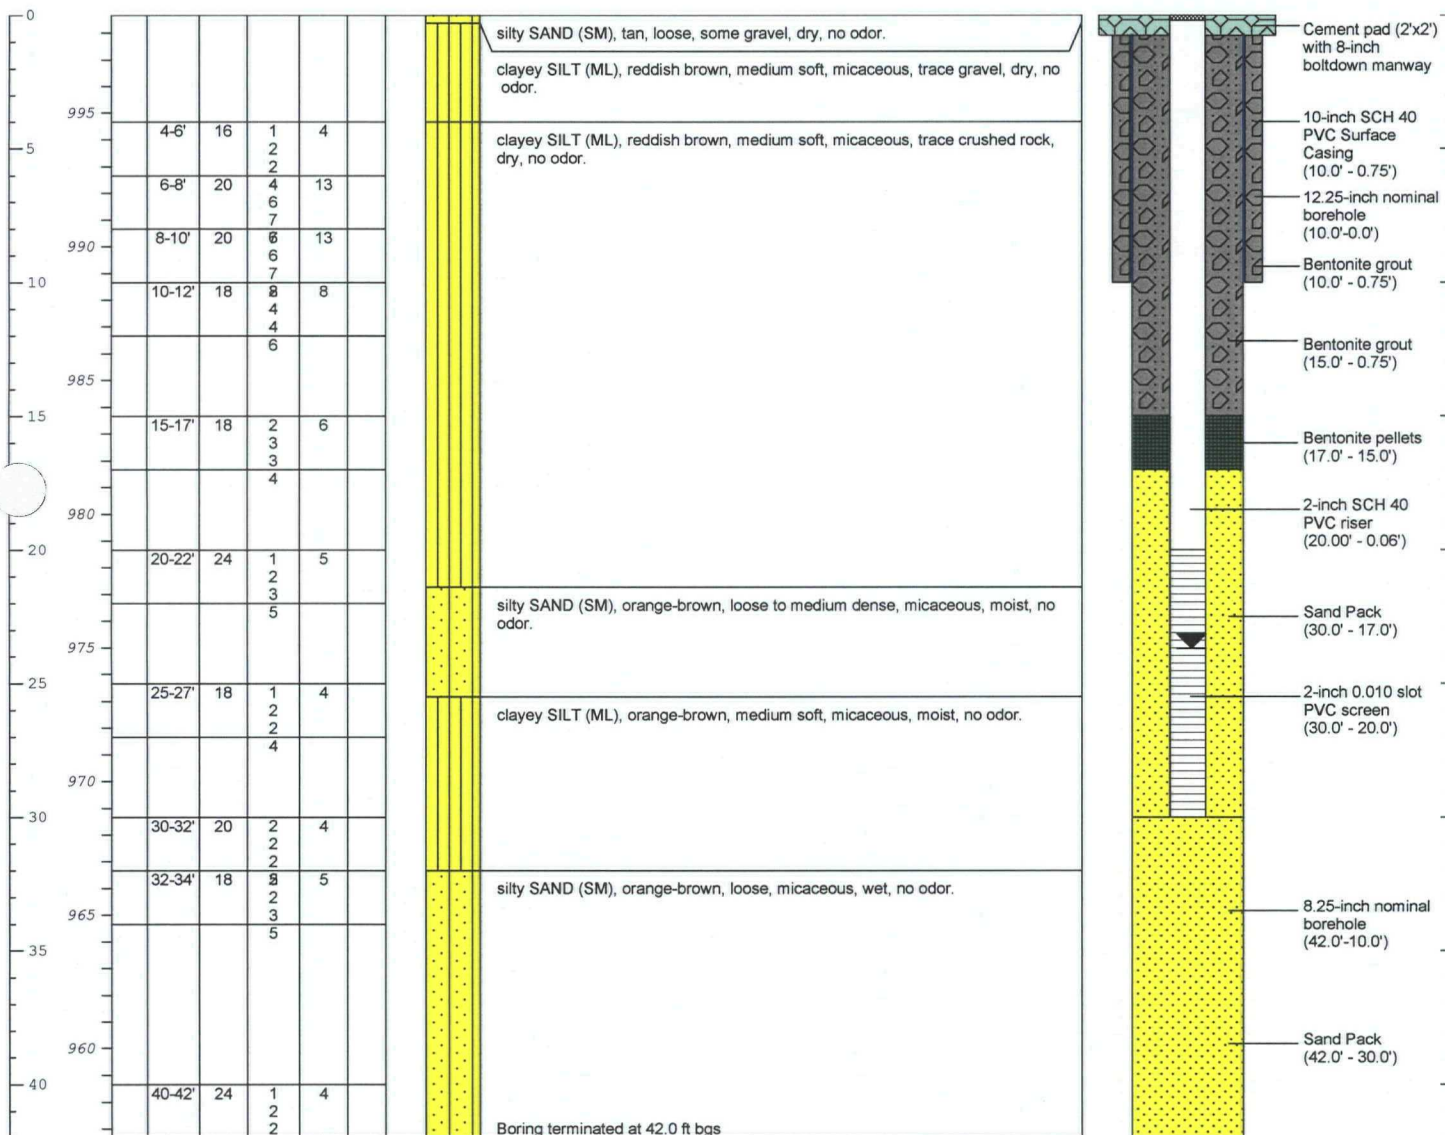 0
silty SAND (SM), tan, loose, some gravel, dry, no odor.
clayey SILT (ML), reddish brown, medium soft, micaceous, trace gravel, dry, no
odor.
Cement pad (2'x2')
with 8-inch
boltdown manway
995
4-6' 16 1 4
2
2
5
clayey SILT (ML), reddish brown, medium soft, micaceous, trace crushed rock,
dry, no odor.
10-inch SCH 40
PVC Surface
Casing
(10.0' - 0.75')
6-8' 20 4 13
6
7
12.25-inch nominal
borehole
(10.0'-0.0')
990
8-10' 20 6 13
6
7
Bentonite grout
(10.0' - 0.75')
10
10-12' 18 2 8
4
4
6
Bentonite grout
(15.0' - 0.75')
985
15
15-17' 18 2 6
3
3
4
Bentonite pellets
(17.0' - 15.0')
980
2-inch SCH 40
PVC riser
(20.00' - 0.06')
20
20-22' 24 1 5
2
3
5
silty SAND (SM), orange-brown, loose to medium dense, micaceous, moist, no
odor.
Sand Pack
(30.0' - 17.0')
975
25
25-27' 18 1 4
2
2
4
clayey SILT (ML), orange-brown, medium soft, micaceous, moist, no odor.
2-inch 0.010 slot
PVC screen
(30.0' - 20.0')
970
30
30-32' 20 2 4
2
2
32-34' 18 2 5
2
3
5
silty SAND (SM), orange-brown, loose, micaceous, wet, no odor.
965
8.25-inch nominal
borehole
(42.0'-10.0')
35
960
Sand Pack
(42.0' - 30.0')
40
40-42' 24 1 4
2
2
Boring terminated at 42.0 ft bgs